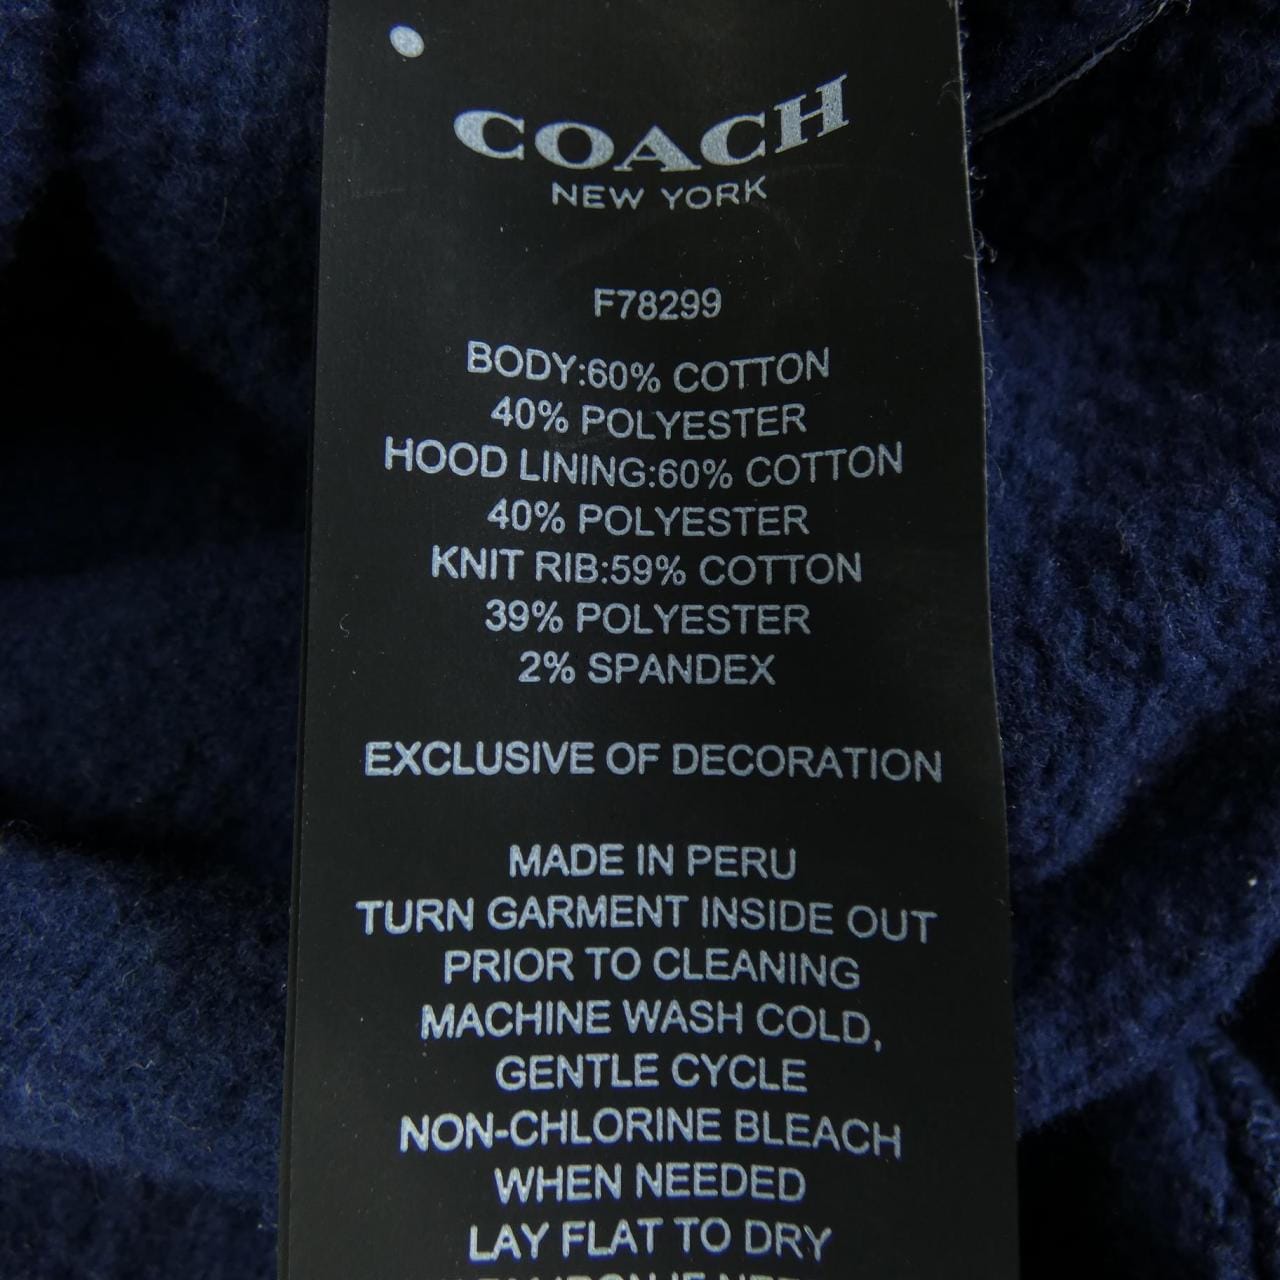 COACH
NEW YORK
F78299
BODY:60% COTTON
40% POLYESTER
HOOD LINING:60% COTTON
40% POLYESTER
KNIT RIB:59% COTTON
39% POLYESTER
2% SPANDEX
EXCLUSIVE OF DECORATION
MADE IN PERU
TURN GARMENT INSIDE OUT
PRIOR TO CLEANING
MACHINE WASH COLD,
GENTLE CYCLE
NON-CHLORINE BLEACH
WHEN NEEDED
LAY FLAT TO DRY